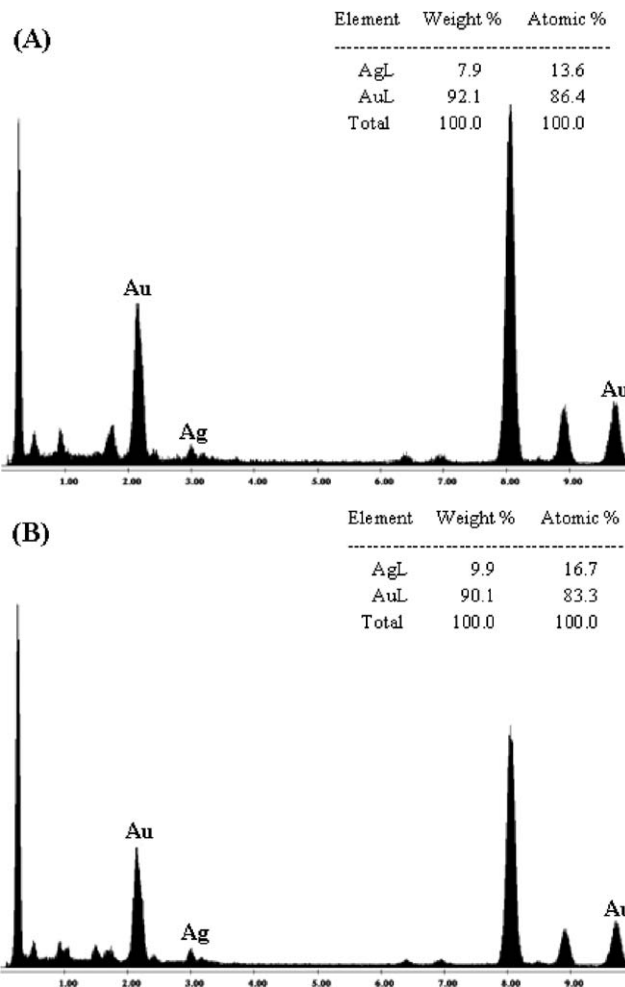 (A)
Element Weight % Atomic %
-----------------------------------
AgL 7.9 13.6
AuL 92.1 86.4
Total 100.0 100.0
Au
Ag
Au
1.00 2.00 3.00 4.00 5.00 6.00 7.00 8.00 9.00
(B)
Element Weight % Atomic %
-----------------------------------
AgL 9.9 16.7
AuL 90.1 83.3
Total 100.0 100.0
Au
Ag
Au
1.00 2.00 3.00 4.00 5.00 6.00 7.00 8.00 9.00